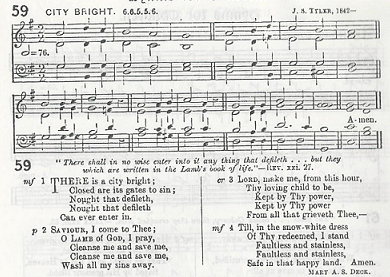 59 CITY BRIGHT. 6.6.5.5.6. J. S. TYLER, 1842—
=76.
A-men.
59
"There shall in no wise enter into it any thing that defileth . . . but they
which are written in the Lamb's book of life."—REV. xxi. 27.
mf 1 THERE is a city bright;
Closed are its gates to sin;
Nought that defileth,
Nought that defileth
Can ever enter in.
p 2 SAVIOUR, I come to Thee;
O LAMB of GOD, I pray,
Cleanse me and save me,
Cleanse me and save me,
Wash all my sins away.
cr 3 LORD, make me, from this hour,
Thy loving child to be,
Kept by Thy power,
Kept by Thy power
From all that grieveth Thee,—
mf 4 Till, in the snow-white dress
Of Thy redeemed, I stand
Faultless and stainless,
Faultless and stainless,
Safe in that happy land. Amen.
MARY A. S. DECK.